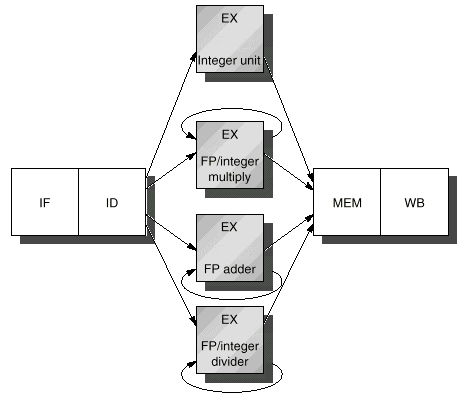 EX
Integer unit
EX
FP/integer
multiply
IF
ID
MEM
WB
EX
FP adder
EX
FP/integer
divider